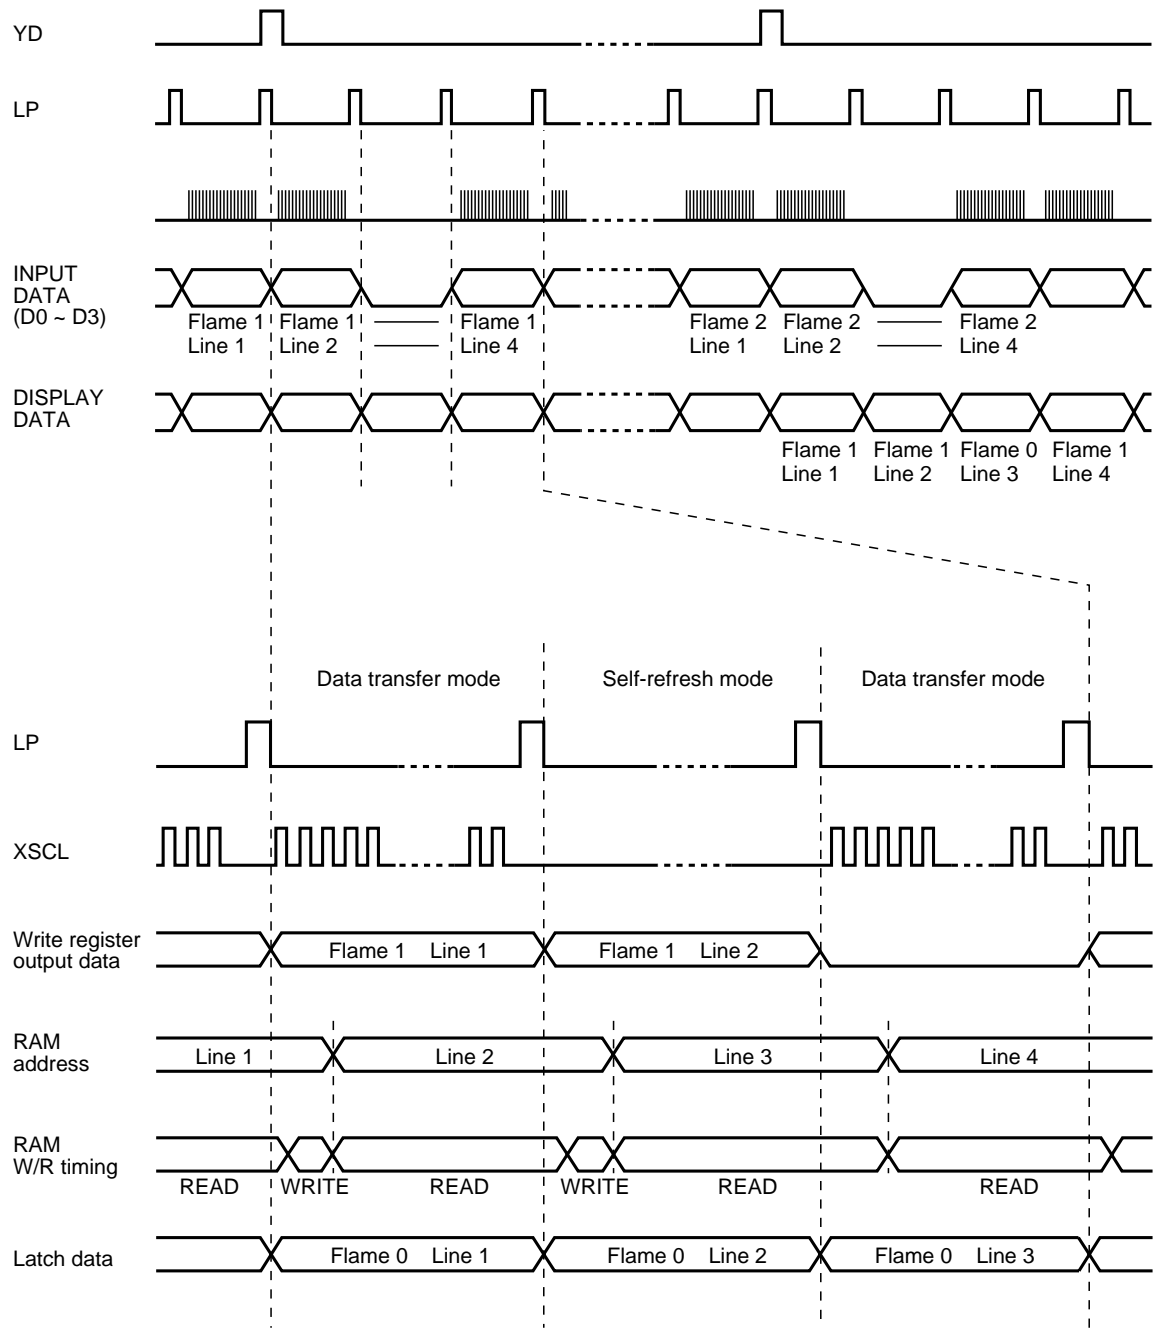 YD
LP
INPUT
DATA
(D0 ~ D3)
Flame 1 Flame 1 Flame 1 Flame 2 Flame 2 Flame 2
Line 1 Line 2 Line 4 Line 1 Line 2 Line 4
DISPLAY
DATA
Flame 1 Flame 1 Flame 0 Flame 1
Line 1 Line 2 Line 3 Line 4
Data transfer mode Self-refresh mode Data transfer mode
LP
XSCL
Write register
output data
Flame 1 Line 1 Flame 1 Line 2
RAM
address
Line 1 Line 2 Line 3 Line 4
RAM
W/R timing
READ WRITE READ WRITE READ READ
Latch data
Flame 0 Line 1 Flame 0 Line 2 Flame 0 Line 3